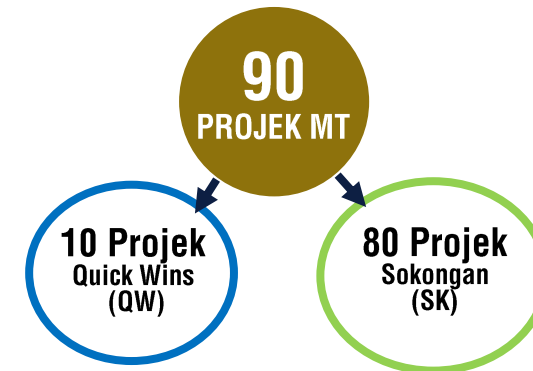 90
PROJEK MT
10 Projek
Quick Wins
(QW)
80 Projek
Sokongan
(SK)